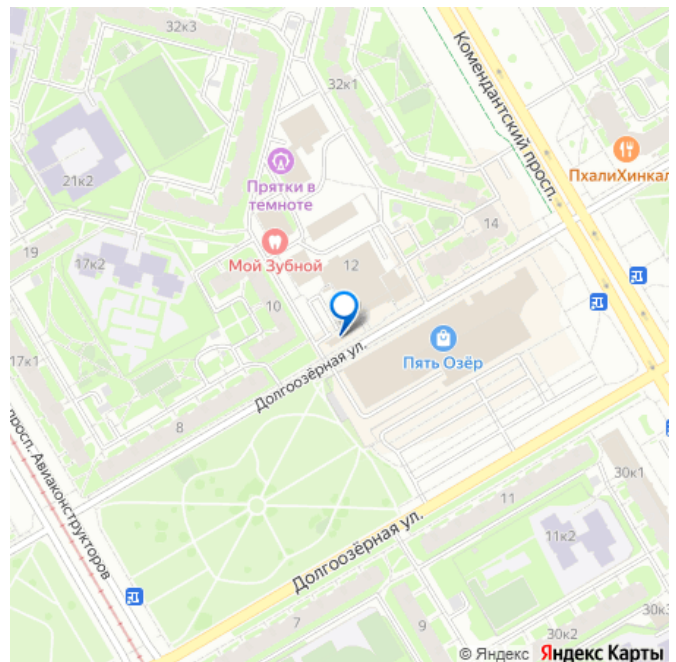 32к3
32к1
Комендантский просп.
ПхалиХинкал
Прятки в
темноте
21к2
14
19
17к2
Мой Зубной
12
10
17к1
Пять Озёр
Долгоозёрная ул.
8
просп. Авиаконструкторов
30к1
11
11к2
Долгоозёрная ул.
7
9
30к2
30к3
© Яндекс Яндекс Карты